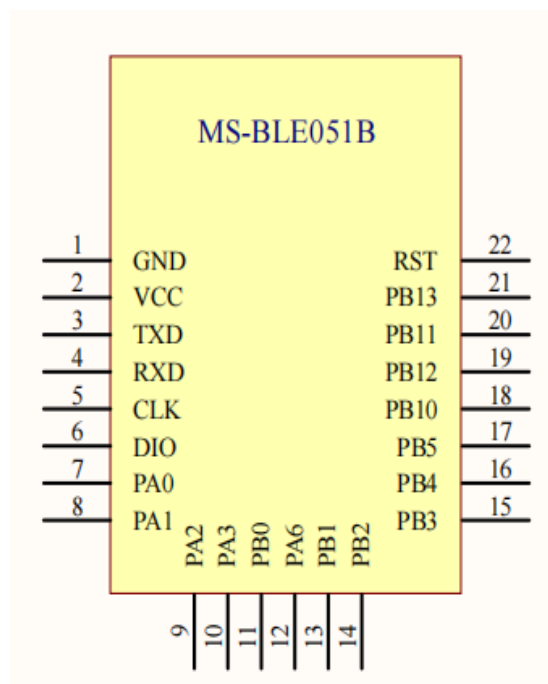 MS-BLE051B
1 GND RST 22
2 VCC PB13 21
3 TXD PB11 20
4 RXD PB12 19
5 CLK PB10 18
6 DIO PB5 17
7 PA0 PB4 16
8 PA1 PB3 15
PA2 PA3 PB0 PA6 PB1 PB2
9 10 11 12 13 14